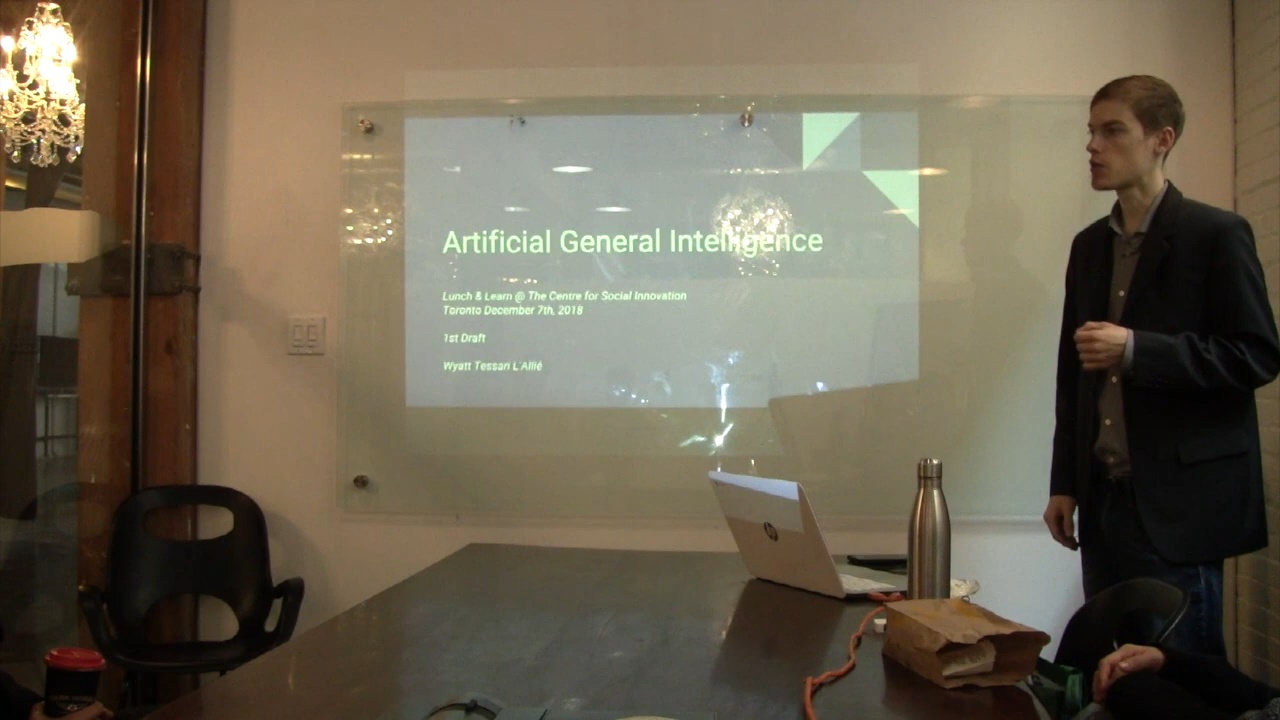 Artificial General Intelligence
Lunch & Learn @ The Centre for Social Innovation
Toronto December 7th, 2018
1st Draft
Wyatt Tessari L'Allié
hp